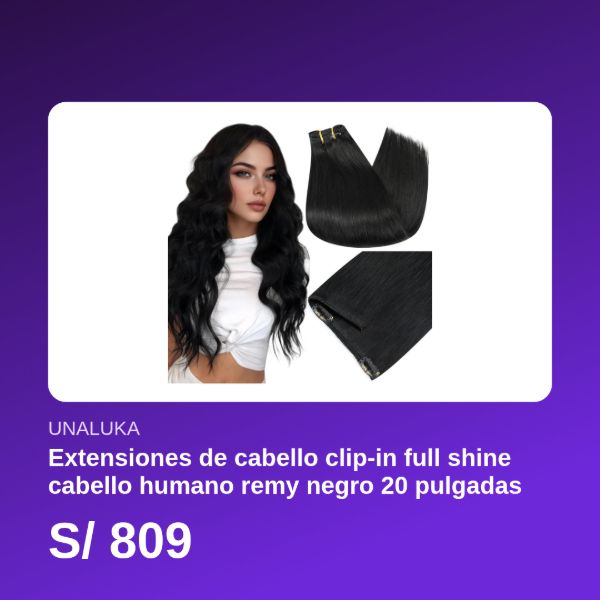 UNALUKA
Extensiones de cabello clip-in full shine
cabello humano remy negro 20 pulgadas
S/ 809